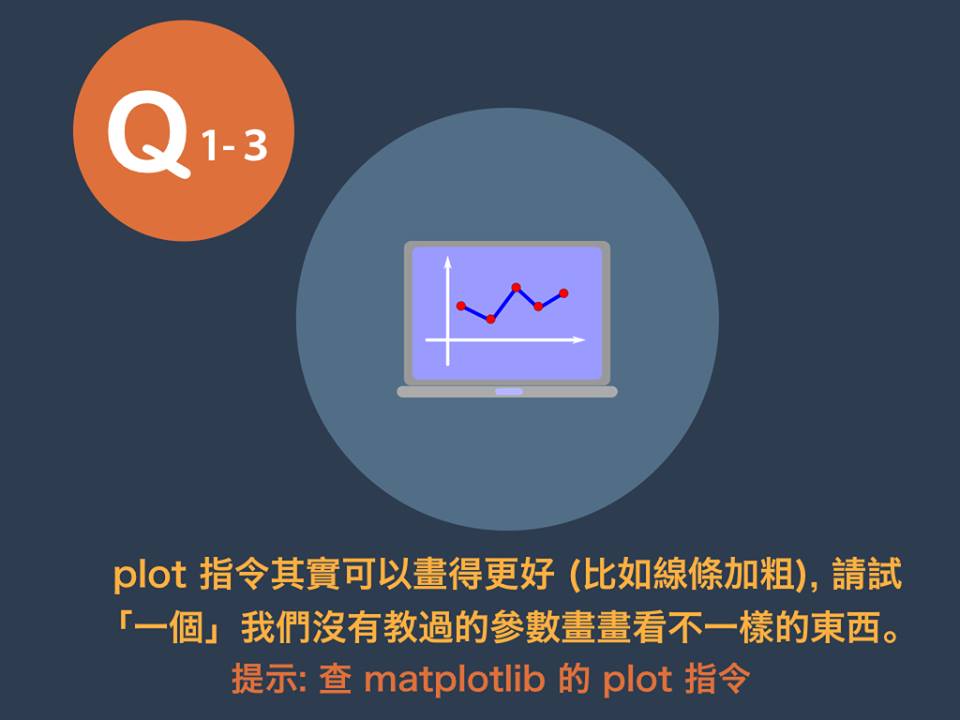 Q 1- 3
plot 指令其實可以畫得更好 (比如線條加粗), 請試
「一個」我們沒有教過的參數畫畫看不一樣的東西。
提示: 查 matplotlib 的 plot 指令